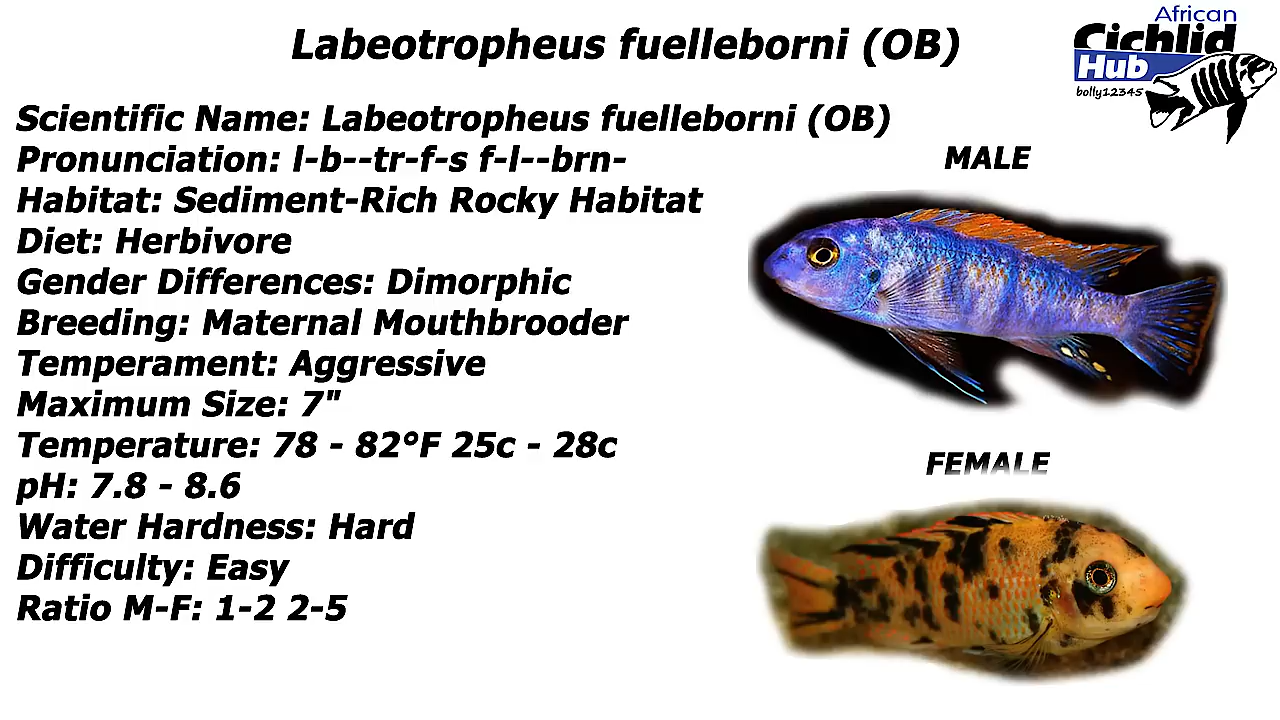 Labeotropheus fuelleborni (OB)
African
Cichlid
Hub
bolly12345
Scientific Name: Labeotropheus fuelleborni (OB)
Pronunciation: l-b--tr-f-s f-l--brn-
Habitat: Sediment-Rich Rocky Habitat
Diet: Herbivore
Gender Differences: Dimorphic
Breeding: Maternal Mouthbrooder
Temperament: Aggressive
Maximum Size: 7"
Temperature: 78 - 82°F 25c - 28c
pH: 7.8 - 8.6
Water Hardness: Hard
Difficulty: Easy
Ratio M-F: 1-2 2-5
MALE
FEMALE